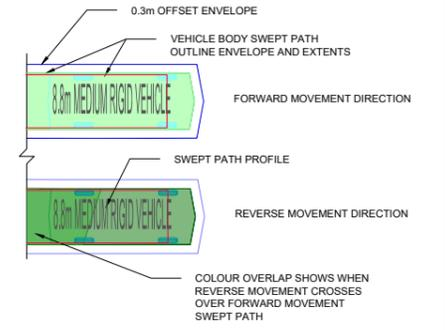 0.3m OFFSET ENVELOPE
VEHICLE BODY SWEPT PATH
OUTLINE ENVELOPE AND EXTENTS
8.8m MEDIUM RIGID VEHICLE
FORWARD MOVEMENT DIRECTION
SWEPT PATH PROFILE
8.8m MEDIUM RIGID VEHICLE
REVERSE MOVEMENT DIRECTION
COLOUR OVERLAP SHOWS WHEN
REVERSE MOVEMENT CROSSES
OVER FORWARD MOVEMENT
SWEPT PATH